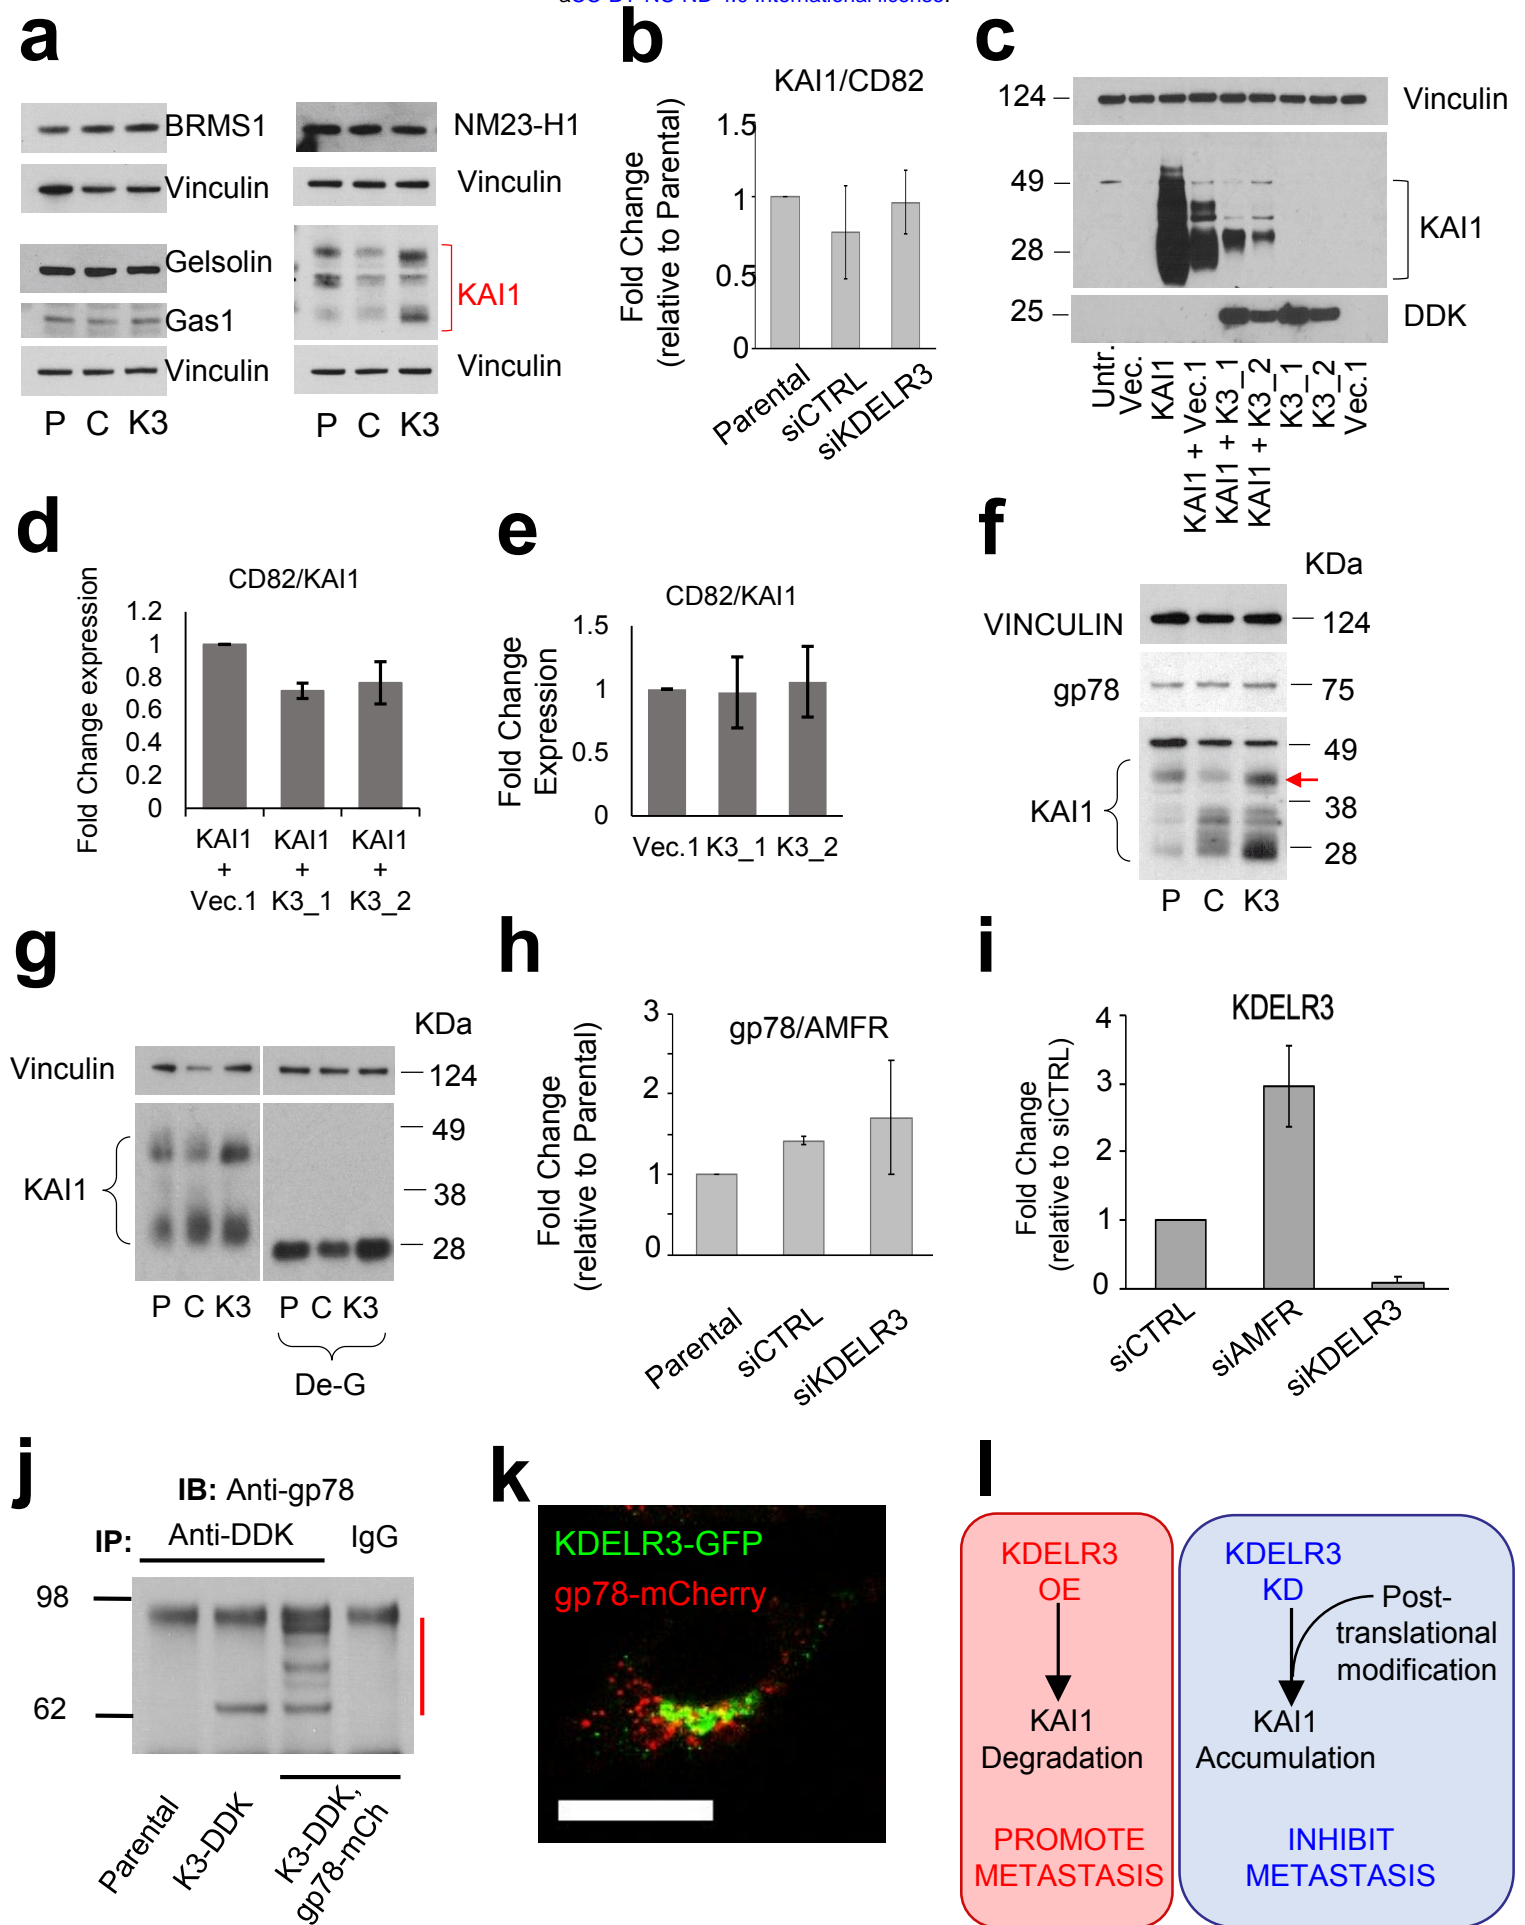 a
BRMS1
Vinculin
Gelsolin
Gas1
Vinculin
P C K3
NM23-H1
Vinculin
KAI1
Vinculin
P C K3
b
KAI1/CD82
Fold Change
(relative to Parental)
1.5
1
0.5
0
Parental
siCTRL
siKDELR3
c
124
49
28
25
Vinculin
KAI1
DDK
Untr.
Vec.
KAI1
KAI1 + Vec.1
KAI1 + K3_1
KAI1 + K3_2
K3_1
K3_2
Vec.1
d
CD82/KAI1
Fold Change expression
1.2
1
0.8
0.6
0.4
0.2
0
KAI1 KAI1 KAI1
+ + +
Vec.1 K3_1 K3_2
e
CD82/KAI1
Fold Change
Expression
1.5
1
0.5
0
Vec.1 K3_1 K3_2
f
KDa
VINCULIN
124
gp78
75
49
38
28
KAI1
P C K3
g
KDa
Vinculin
124
49
38
28
KAI1
P C K3 P C K3
De-G
h
gp78/AMFR
Fold Change
(relative to Parental)
3
2
1
0
Parental
siCTRL
siKDELR3
i
KDELR3
Fold Change
(relative to siCTRL)
4
3
2
1
0
siCTRL
siAMFR
siKDELR3
j
IB: Anti-gp78
IP: Anti-DDK IgG
98
62
Parental
K3-DDK
K3-DDK,
gp78-mCh
k
KDELR3-GFP
gp78-mCherry
l
KDELR3
OE
KAI1
Degradation
PROMOTE
METASTASIS
KDELR3
KD
Post-
translational
modification
KAI1
Accumulation
INHIBIT
METASTASIS